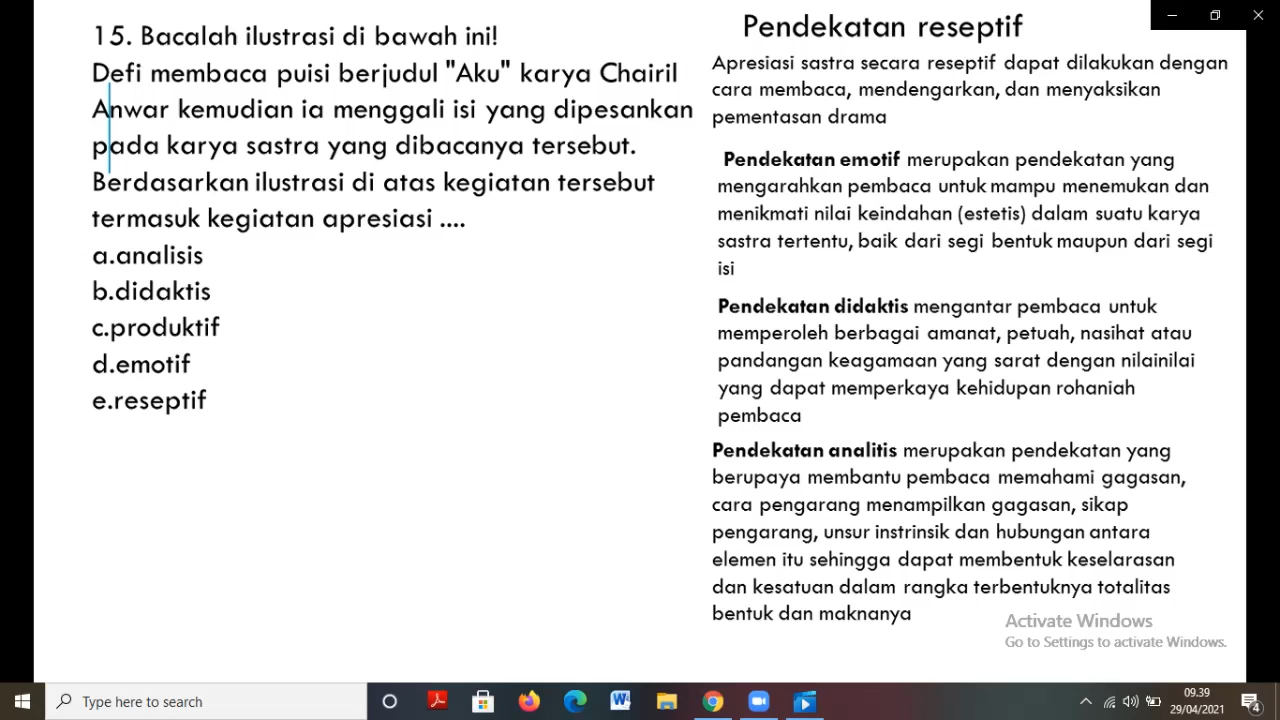 15. Bacalah ilustrasi di bawah ini!
Defi membaca puisi berjudul "Aku" karya Chairil
Anwar kemudian ia menggali isi yang dipesankan
pada karya sastra yang dibacanya tersebut.
Berdasarkan ilustrasi di atas kegiatan tersebut
termasuk kegiatan apresiasi ....
a.analisis
b.didaktis
c.produktif
d.emotif
e.reseptif
Pendekatan reseptif
Apresiasi sastra secara reseptif dapat dilakukan dengan
cara membaca, mendengarkan, dan menyaksikan
pementasan drama
Pendekatan emotif merupakan pendekatan yang
mengarahkan pembaca untuk mampu menemukan dan
menikmati nilai keindahan (estetis) dalam suatu karya
sastra tertentu, baik dari segi bentuk maupun dari segi
isi
Pendekatan didaktis mengantar pembaca untuk
memperoleh berbagai amanat, petuah, nasihat atau
pandangan keagamaan yang sarat dengan nilainilai
yang dapat memperkaya kehidupan rohaniah
pembaca
Pendekatan analitis merupakan pendekatan yang
berupaya membantu pembaca memahami gagasan,
cara pengarang menampilkan gagasan, sikap
pengarang, unsur instrinsik dan hubungan antara
elemen itu sehingga dapat membentuk keselarasan
dan kesatuan dalam rangka terbentuknya totalitas
bentuk dan maknanya
Activate Windows
Go to Settings to activate Windows.
Type here to search
09.39
29/04/2021
4